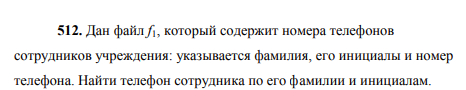 512. Дан файл f₁, который содержит номера телефонов
сотрудников учреждения: указывается фамилия, его инициалы и номер
телефона. Найти телефон сотрудника по его фамилии и инициалам.